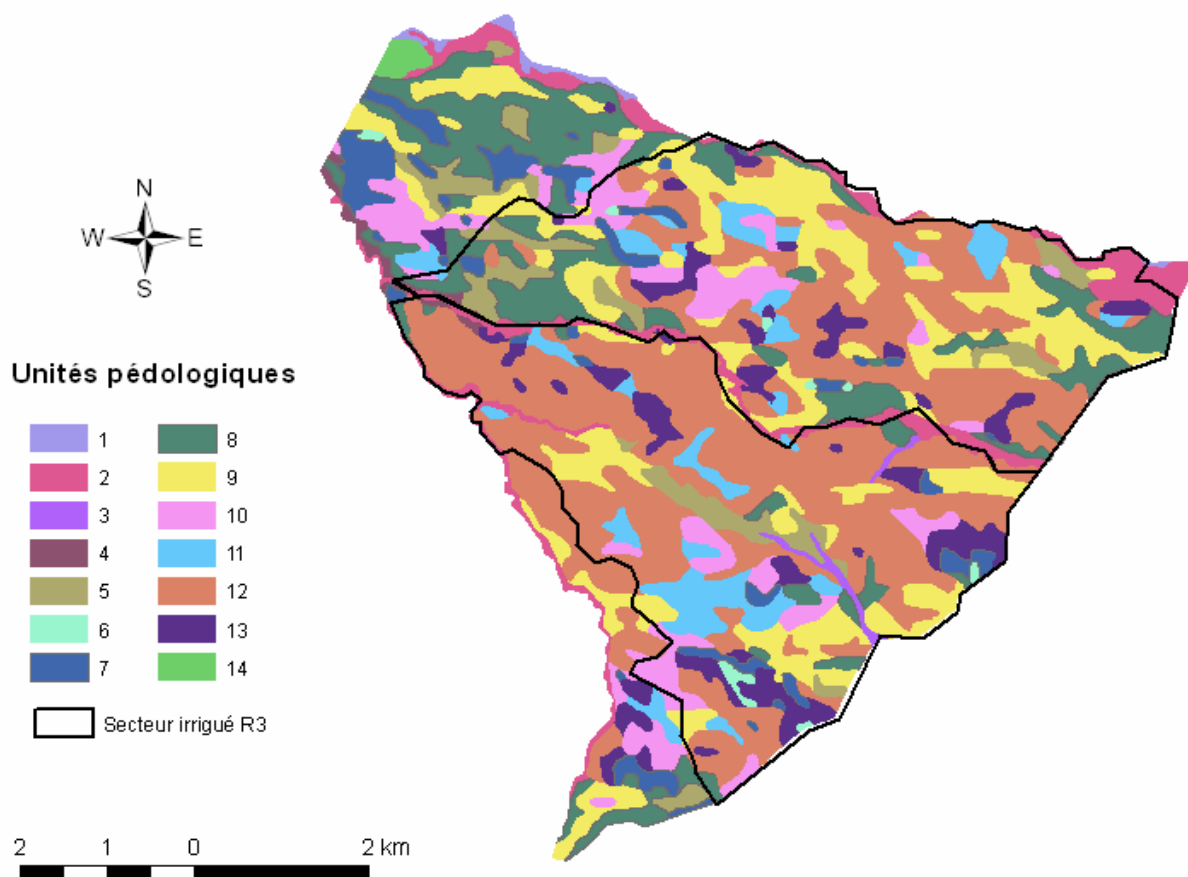 N
W E
S
Unités pédologiques
1 8
2 9
3 10
4 11
5 12
6 13
7 14
Secteur irrigué R3
2 1 0 2 km